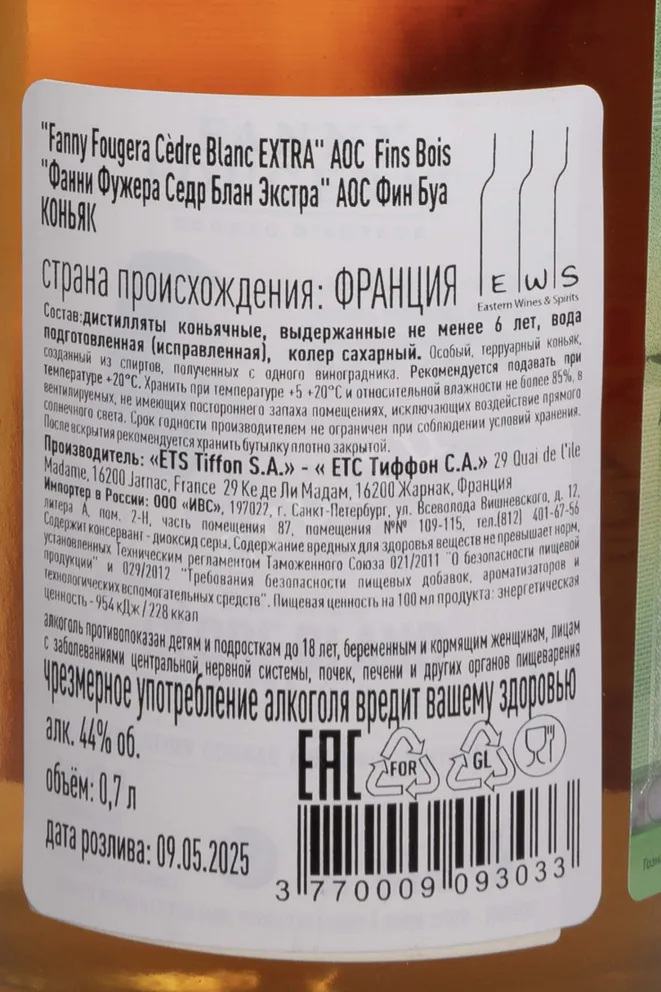 "Fanny Fougera Cèdre Blanc EXTRA" AOC Fins Bois
"Фанни Фужера Седр Блан Экстра" АОС Фин Буа
КОНЬЯК
E W S
Eastern Wines & Spirits
страна происхождения: ФРАНЦИЯ
Состав:дистилляты коньячные, выдержанные не менее 6 лет, вода
подготовленная (исправленная), колер сахарный. Особый, терруарный коньяк,
созданный из спиртов, полученных с одного виноградника. Рекомендуется подавать при
температуре +20°С. Хранить при температуре +5 +20°С и относительной влажности не более 85%, в
вентилируемых, не имеющих постороннего запаха помещениях, исключающих воздействие прямого
солнечного света. Срок годности производителем не ограничен при соблюдении условий хранения.
После вскрытия рекомендуется хранить бутылку плотно закрытой.
Производитель: «ETS Tiffon S.A.» - « ЕТС Тиффон С.А.» 29 Quai de l'île
Madame, 16200 Jarnac, France 29 Ке де Ли Мадам, 16200 Жарнак, Франция
Импортер в России: ООО «ИВС», 197022, г. Санкт-Петербург, ул. Всеволода Вишневского, д. 12,
литера А, пом. 2-Н, часть помещения 87, помещения №№ 109-115, тел.(812) 401-67-56
Содержит консервант - диоксид серы. Содержание вредных для здоровья веществ не превышает норм,
установленных Техническим регламентом Таможенного Союза 021/2011 "О безопасности пищевой
продукции" и 029/2012 "Требования безопасности пищевых добавок, ароматизаторов и
технологических вспомогательных средств". Пищевая ценность на 100 мл продукта: энергетическая
ценность - 954 кДж / 228 ккал
алкоголь противопоказан детям и подросткам до 18 лет, беременным и кормящим женщинам, лицам
с заболеваниями центральной нервной системы, почек, печени и других органов пищеварения
чрезмерное употребление алкоголя вредит вашему здоровью
алк. 44% об.
EAC
FOR
GL
объём: 0,7 л
дата розлива: 09.05.2025
3 770009 093033